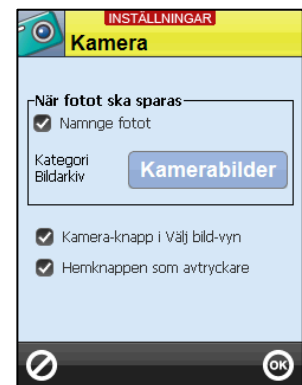 INSTÄLLNINGAR
Kamera
När fotot ska sparas
Namnge fotot
Kategori
Bildarkiv
Kamerabilder
Kamera-knapp i Välj bild-vyn
Hemknappen som avtryckare
OK